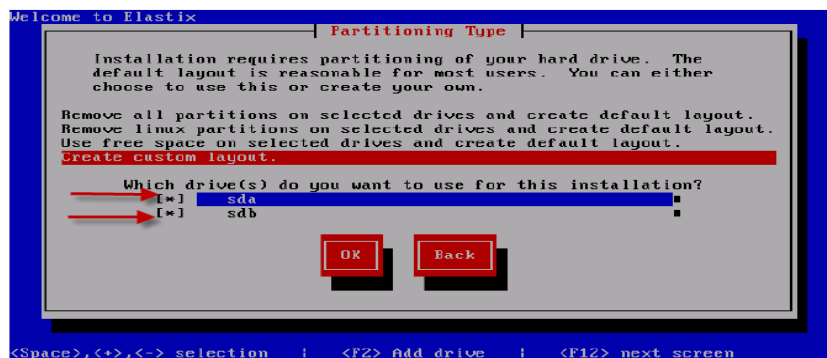 Welcome to Elastix
Partitioning Type
Installation requires partitioning of your hard drive. The
default layout is reasonable for most users. You can either
choose to use this or create your own.
Remove all partitions on selected drives and create default layout.
Remove linux partitions on selected drives and create default layout.
Use free space on selected drives and create default layout.
Create custom layout.
Which drive(s) do you want to use for this installation?
[*] sda
[*] sdb
OK Back
<Space>,<+>,<-> selection | <F2> Add drive | <F12> next screen